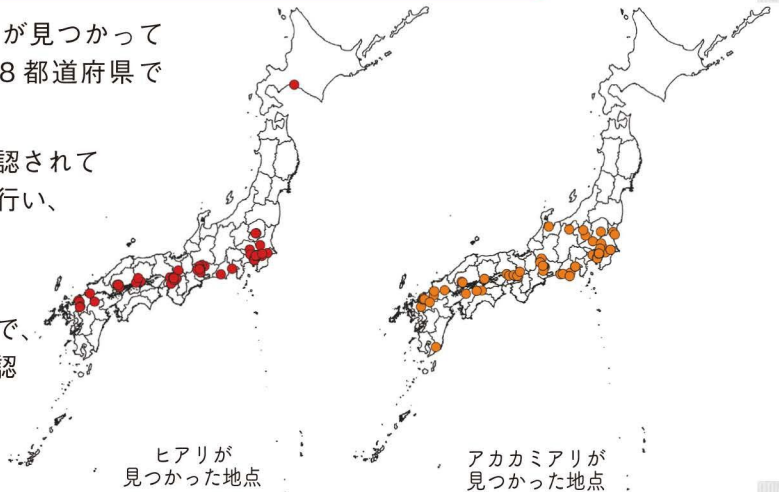 が見つかって
8都道府県で
認されて
行い、
で、
認
ヒアリが
見つかった地点
アカカミアリが
見つかった地点